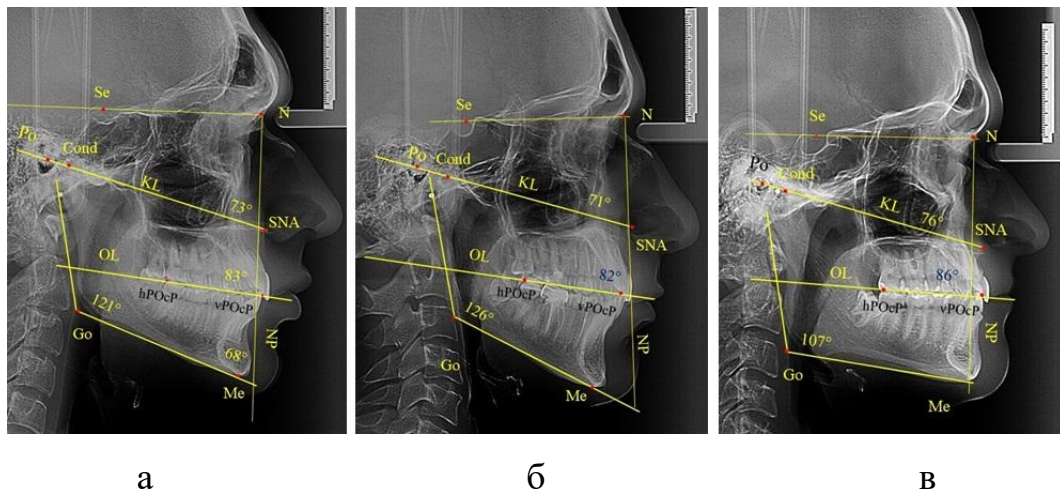 Se
N
Po
Cond
KL
73°
SNA
OL
83°
hPOcP
vPOcP
121°
Go
NP
68°
Me
Se
N
Po
Cond
KL
71°
SNA
OL
82°
hPOcP
vPOcP
126°
Go
NP
Me
Se
N
Po
Cond
KL
76°
SNA
OL
86°
hPOcP
vPOcP
107°
Go
NP
Me
а
б
в